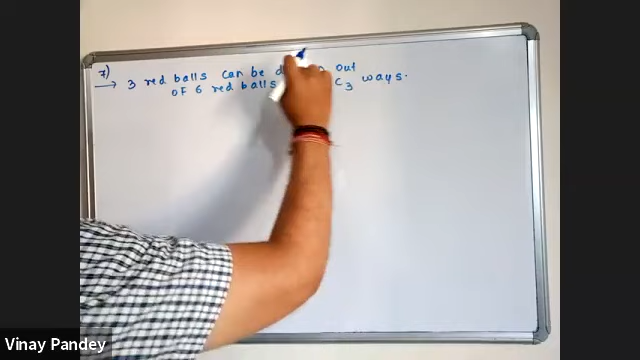 7)
→ 3 red balls can be out
of 6 red balls C3 ways.
Vinay Pandey